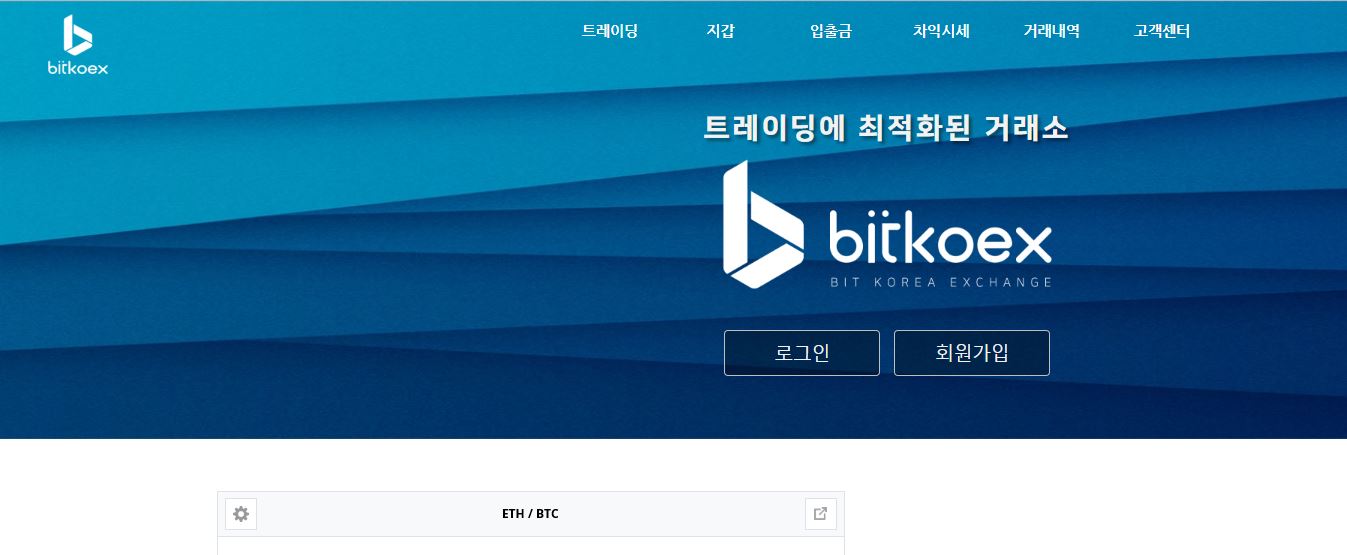 bitkoex
트레이딩 지갑 입출금 차익시세 거래내역 고객센터
트레이딩에 최적화된 거래소
bitkoex
BIT KOREA EXCHANGE
로그인 회원가입
ETH / BTC